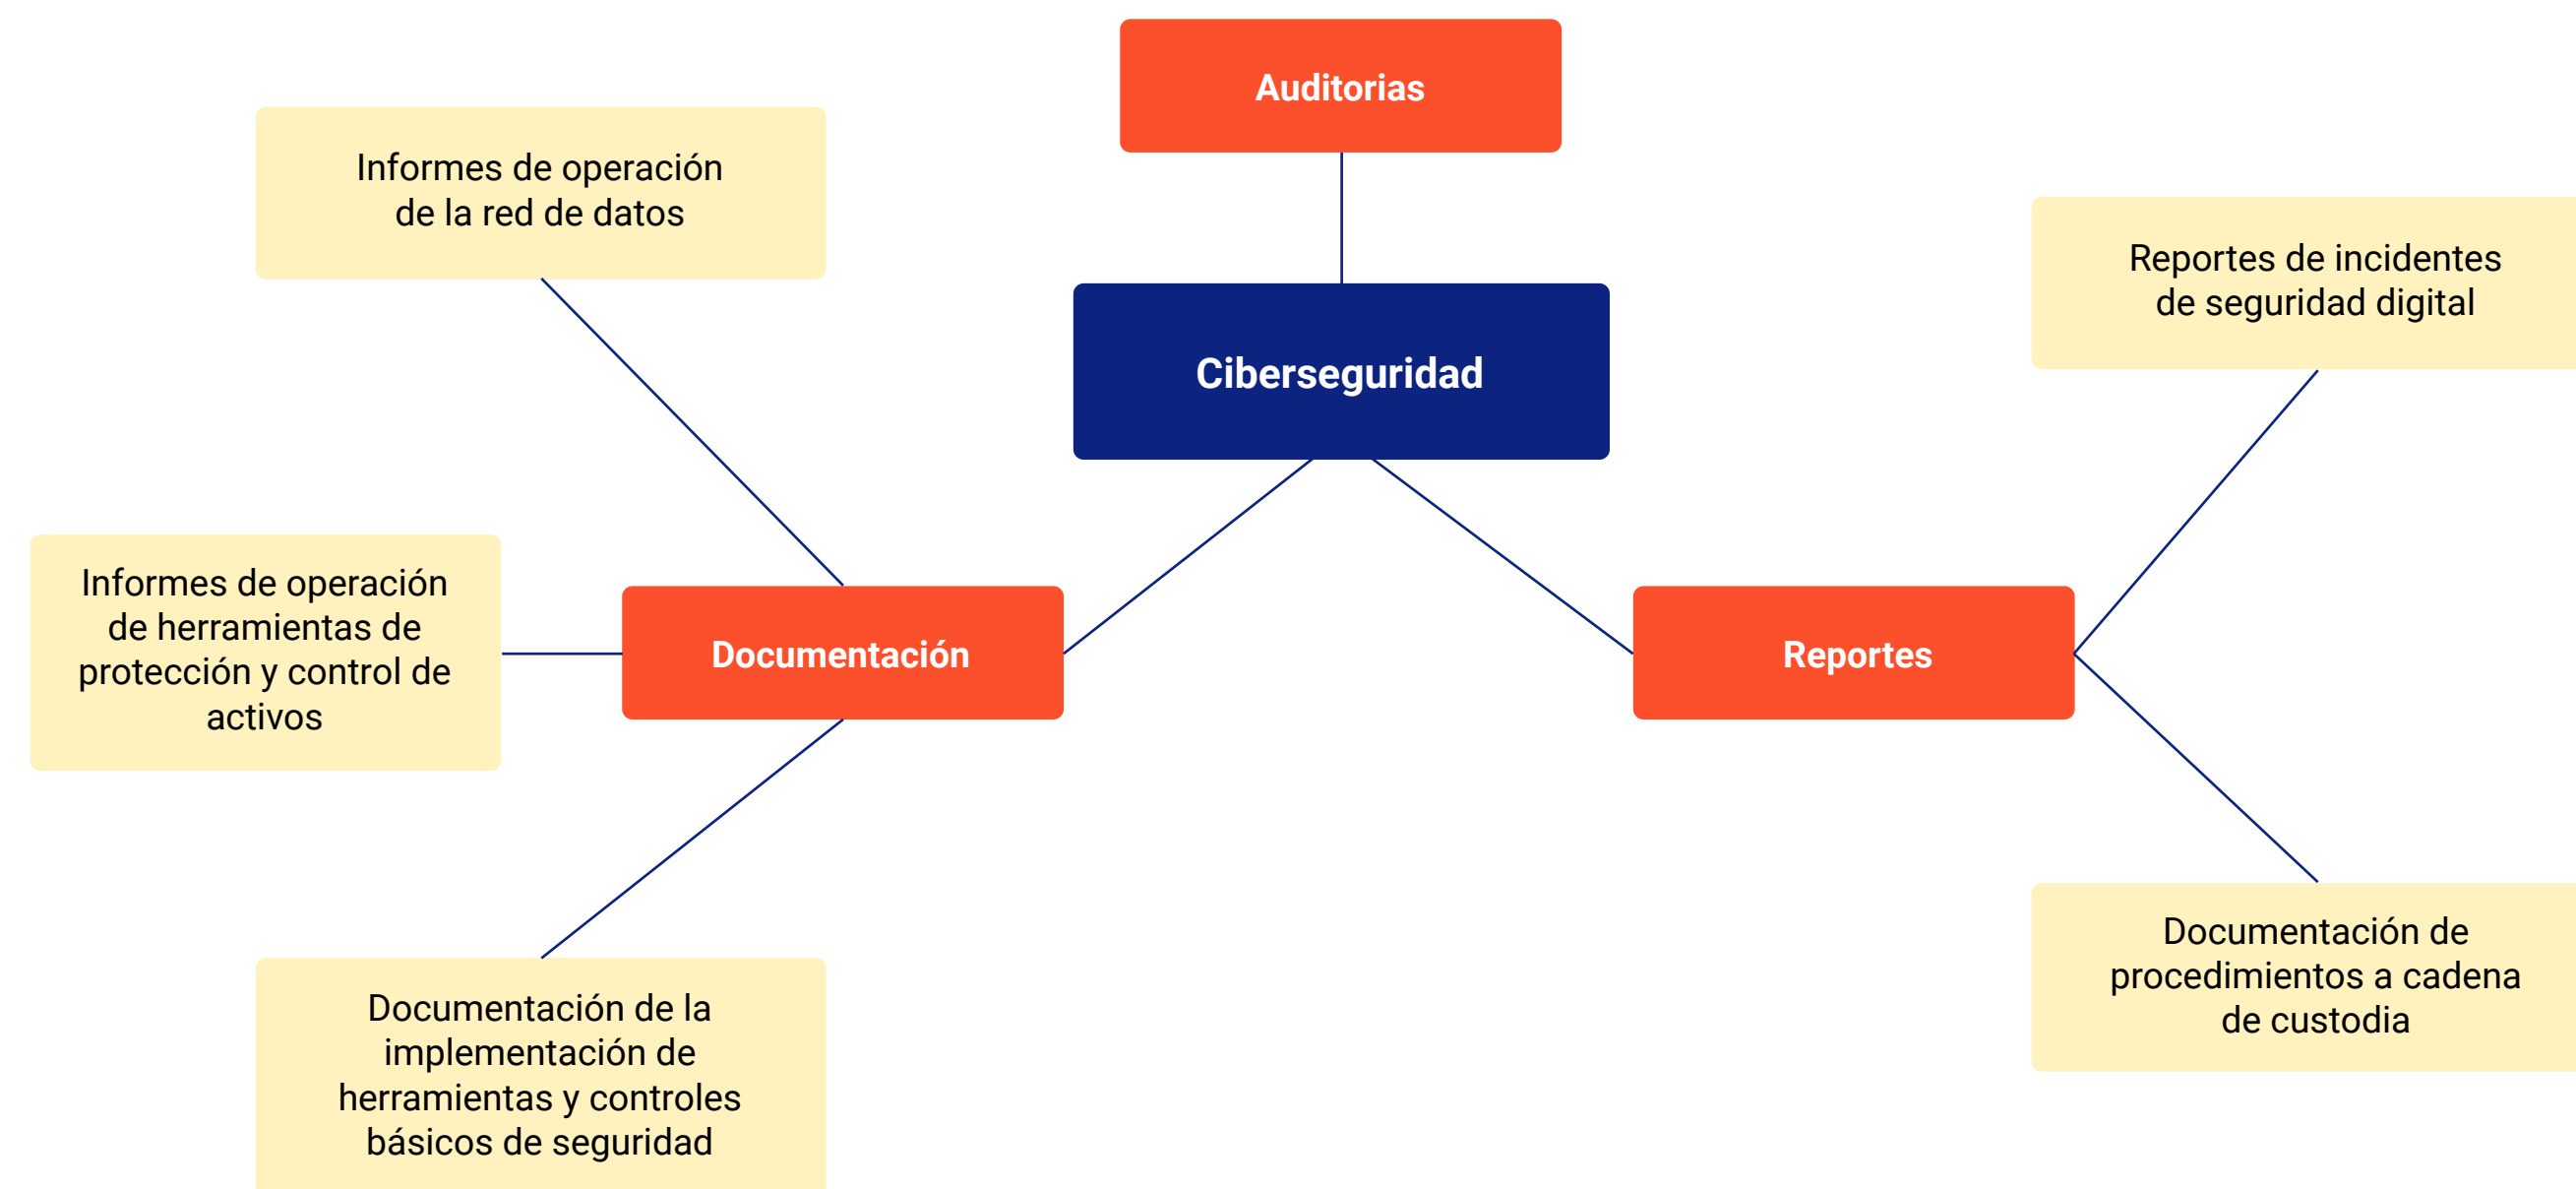 Auditorias
Informes de operación
de la red de datos
Reportes de incidentes
de seguridad digital
Ciberseguridad
Informes de operación
de herramientas de
protección y control de
activos
Documentación
Reportes
Documentación de la
implementación de
herramientas y controles
básicos de seguridad
Documentación de
procedimientos a cadena
de custodia